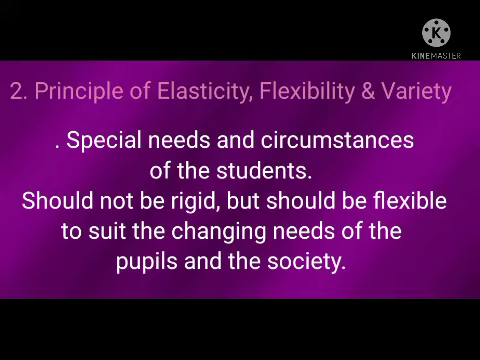 KINEMASTER
2. Principle of Elasticity, Flexibility & Variety
. Special needs and circumstances
of the students.
Should not be rigid, but should be flexible
to suit the changing needs of the
pupils and the society.